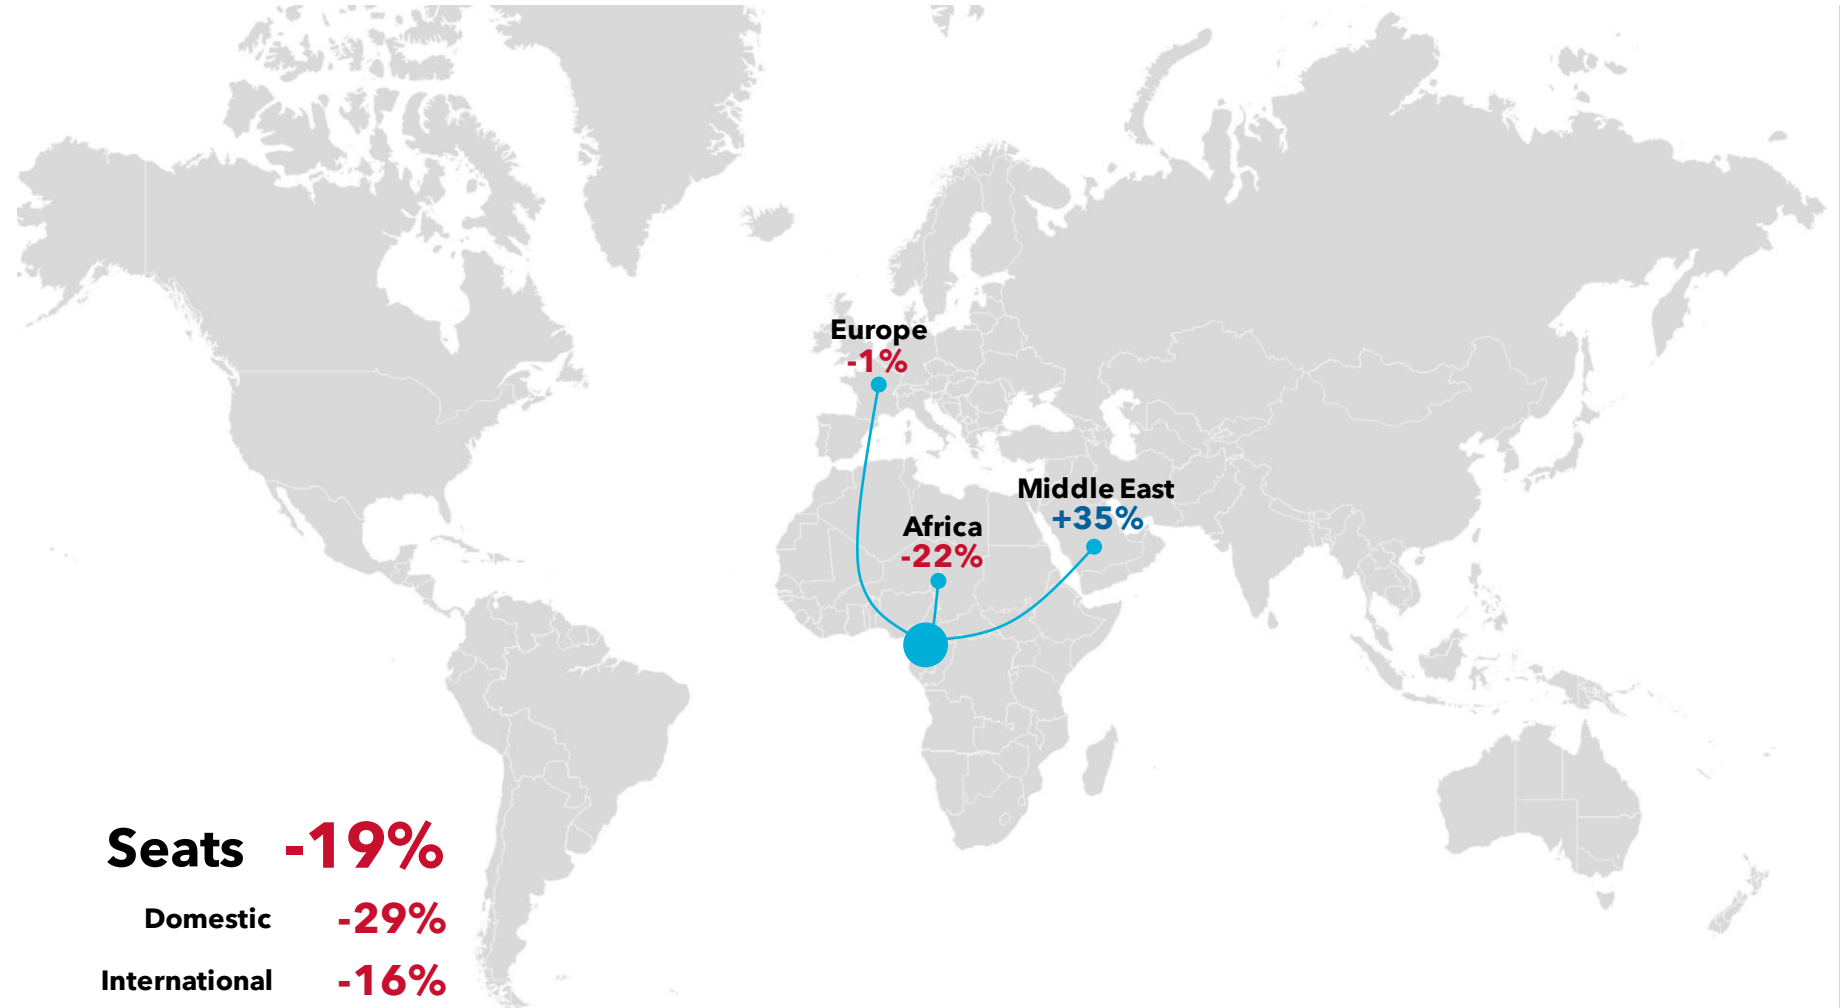 Europe
-1%
Middle East
+35%
Africa
-22%
Seats -19%
Domestic -29%
International -16%